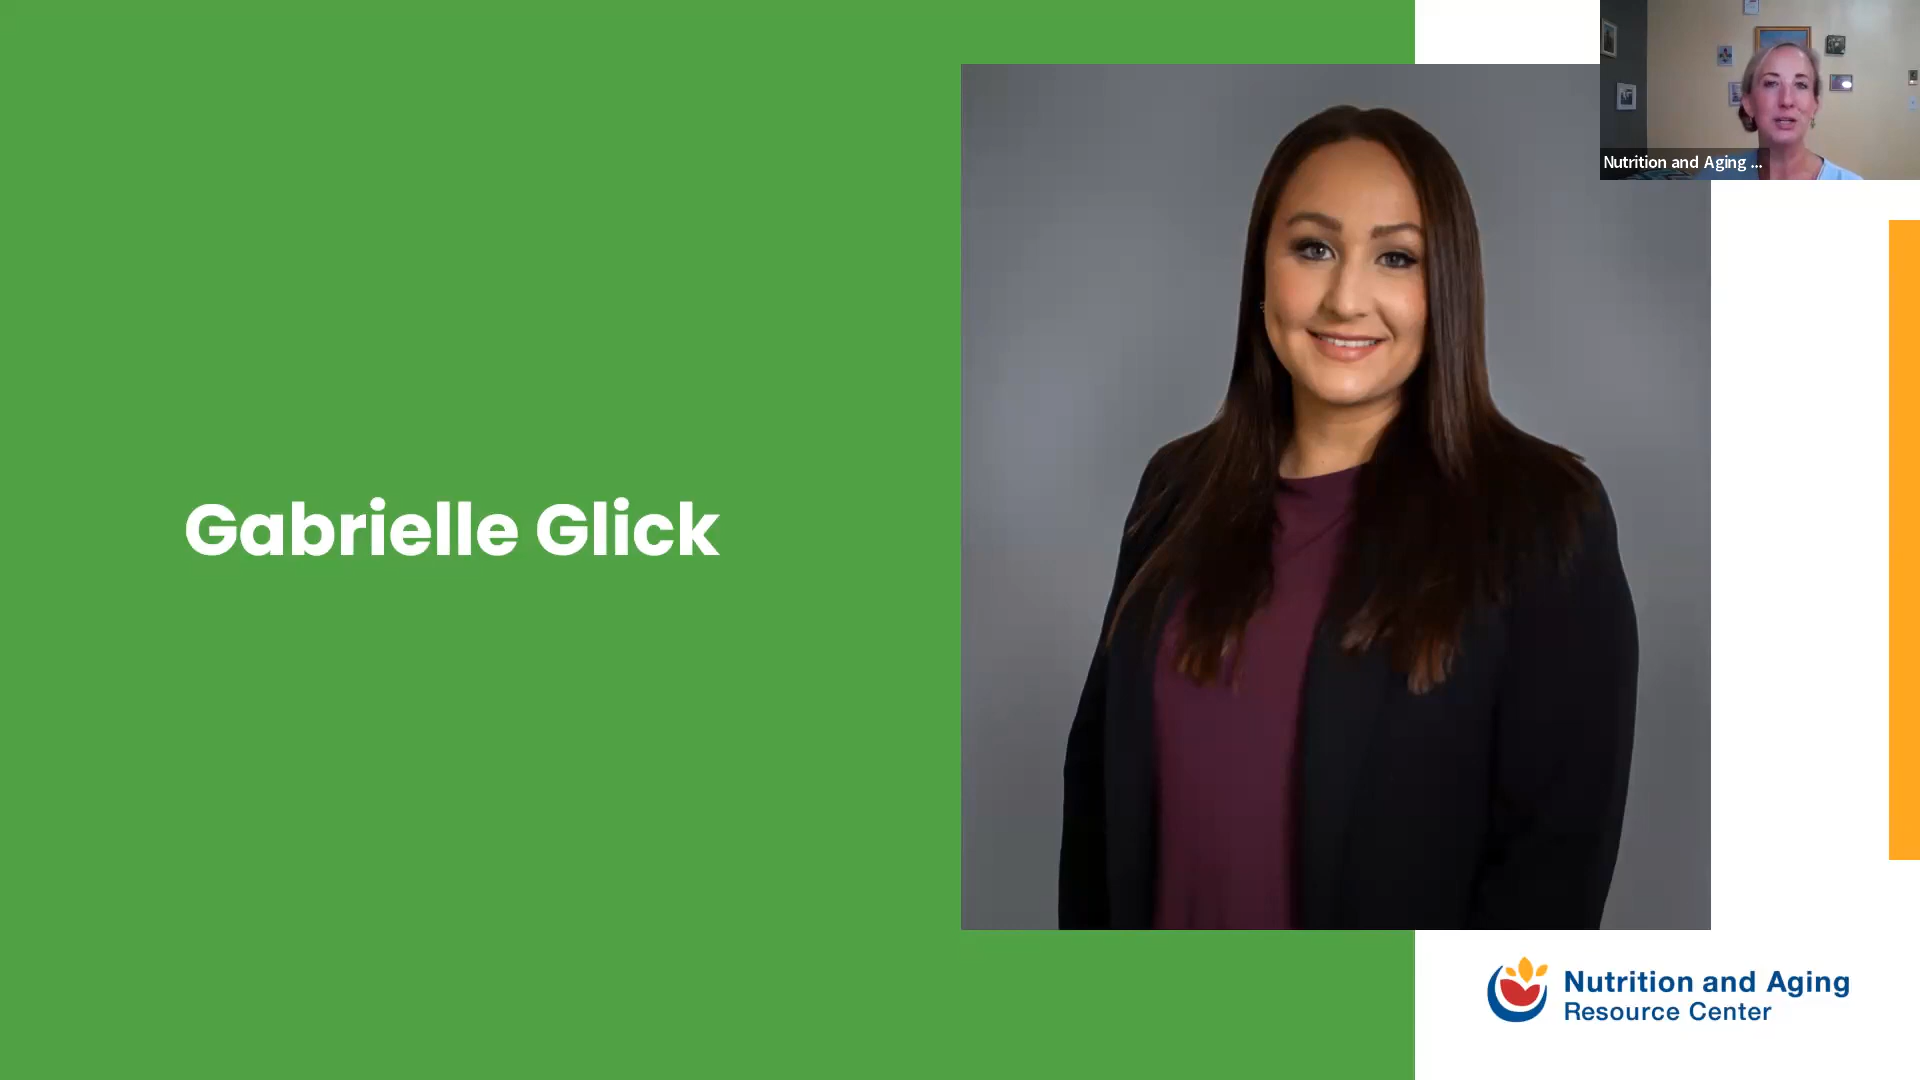 Nutrition and Aging ...
Gabrielle Glick
Nutrition and Aging
Resource Center